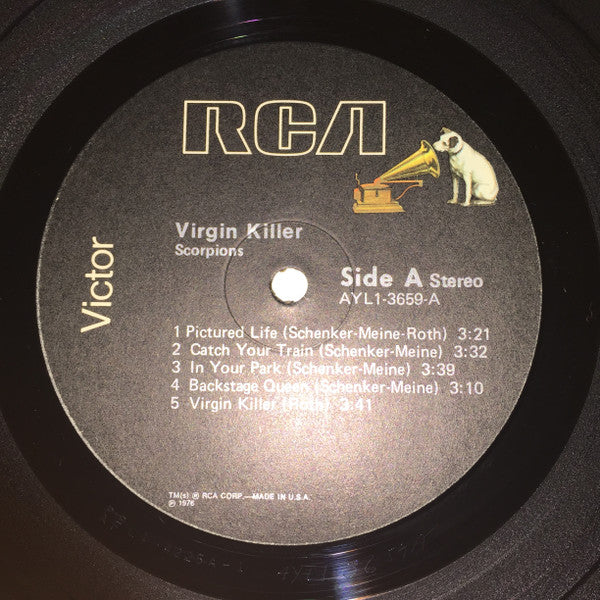 RCA
Victor
Virgin Killer
Scorpions
Side A Stereo
AYL1-3659-A
1 Pictured Life (Schenker-Meine-Roth) 3:21
2 Catch Your Train (Schenker-Meine) 3:32
3 In Your Park (Schenker-Meine) 3:39
4 Backstage Queen (Schenker-Meine) 3:10
5 Virgin Killer (Roth) 3:41
TM(s) ® RCA CORP.—MADE IN U.S.A.
℗ 1976